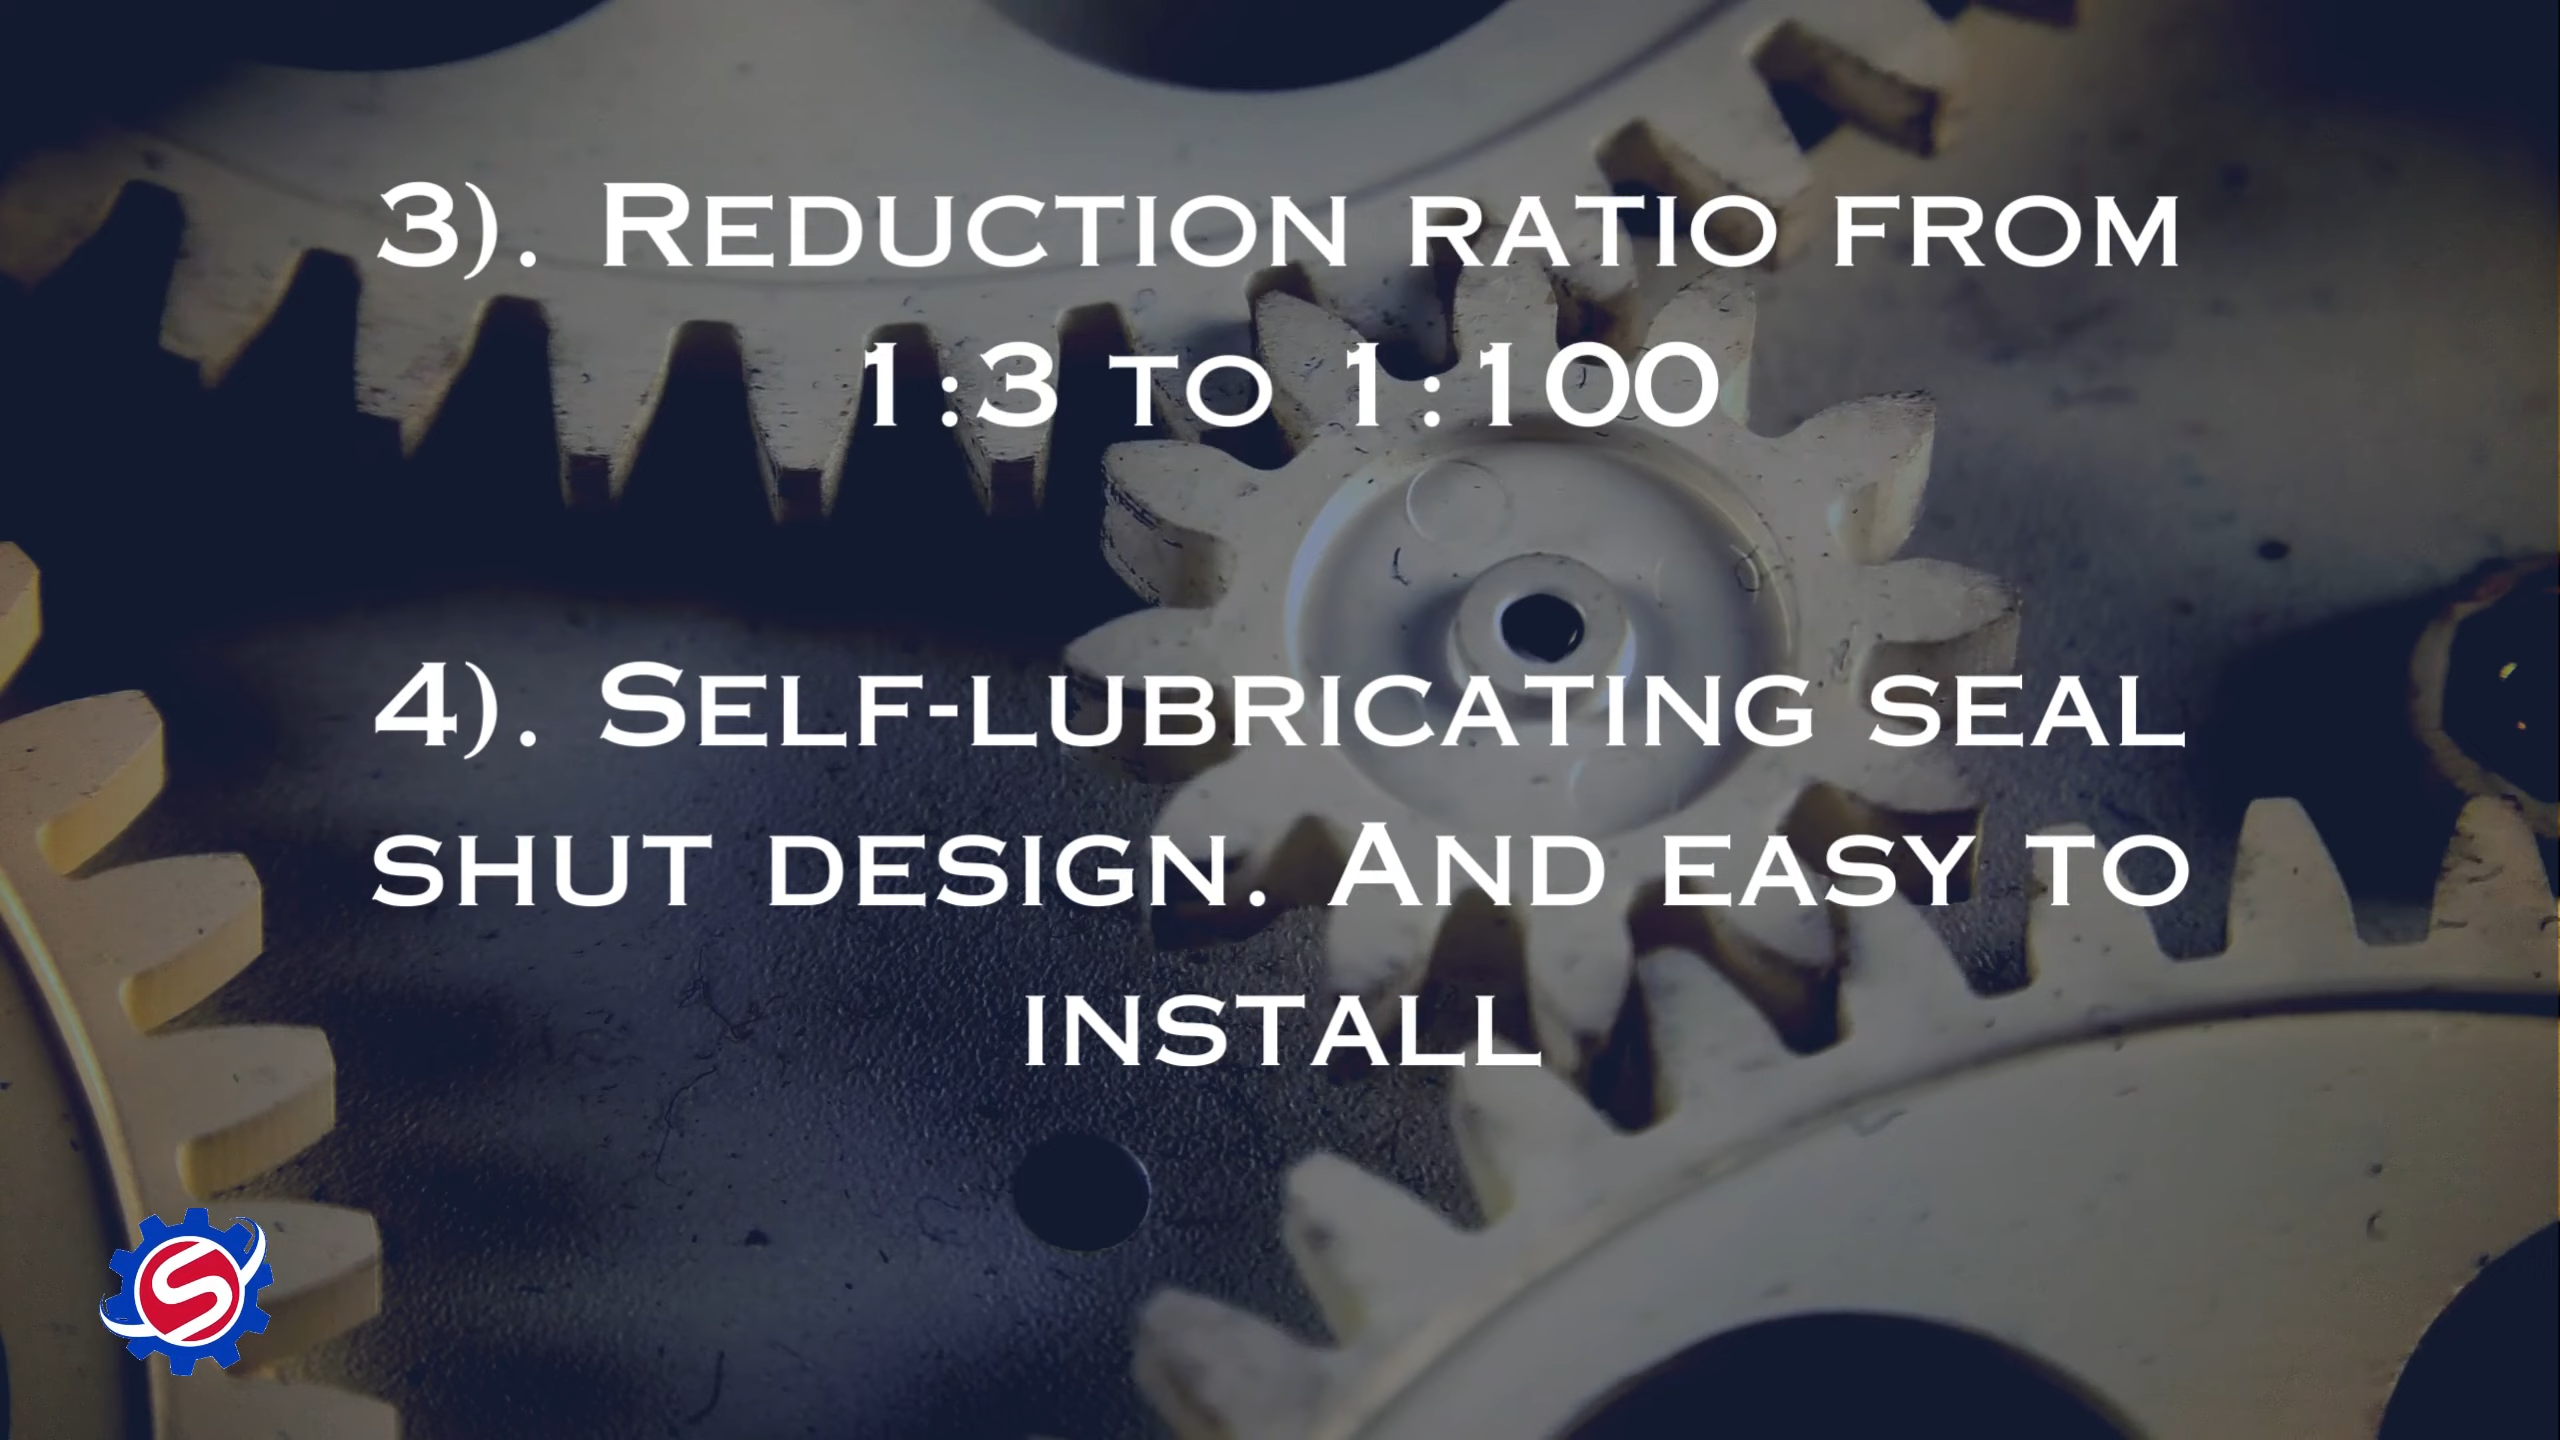 3). Reduction ratio from
1:3 to 1:100
4). Self-lubricating seal
shut design. And easy to
install
S